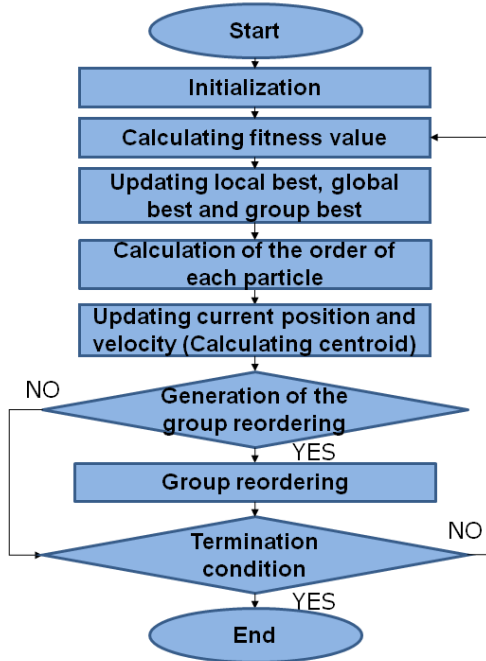 Start
Initialization
Calculating fitness value
Updating local best, global
best and group best
Calculation of the order of
each particle
Updating current position and
velocity (Calculating centroid)
NO
Generation of the
group reordering
YES
Group reordering
NO
Termination
condition
YES
End